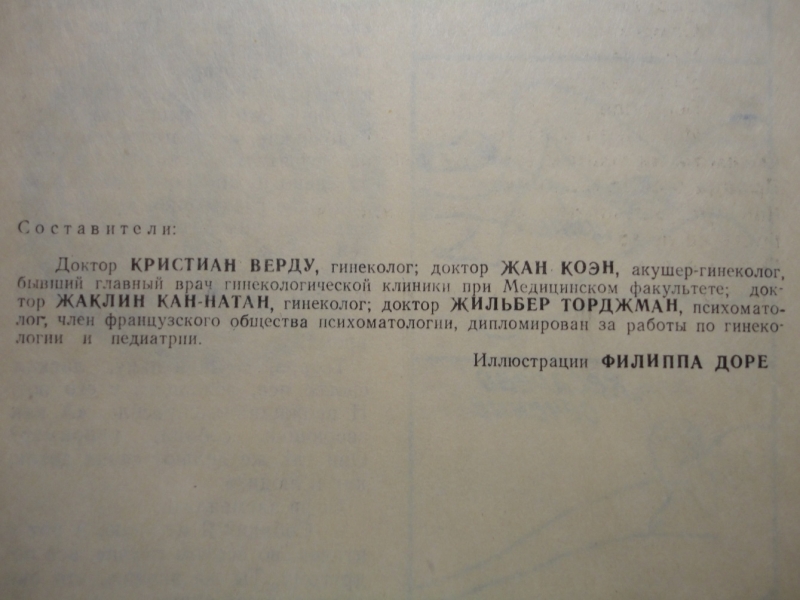 Составители:
Доктор КРИСТИАН ВЕРДУ, гинеколог; доктор ЖАН КОЭН, акушер-гинеколог,
бывший главный врач гинекологической клиники при Медицинском факультете; док-
тор ЖАКЛИН КАН-НАТАН, гинеколог; доктор ЖИЛЬБЕР ТОРДЖМАН, психомато-
лог, член французского общества психоматологии, дипломирован за работы по гинеко-
логии и педиатрии.
Иллюстрации ФИЛИППА ДОРЕ